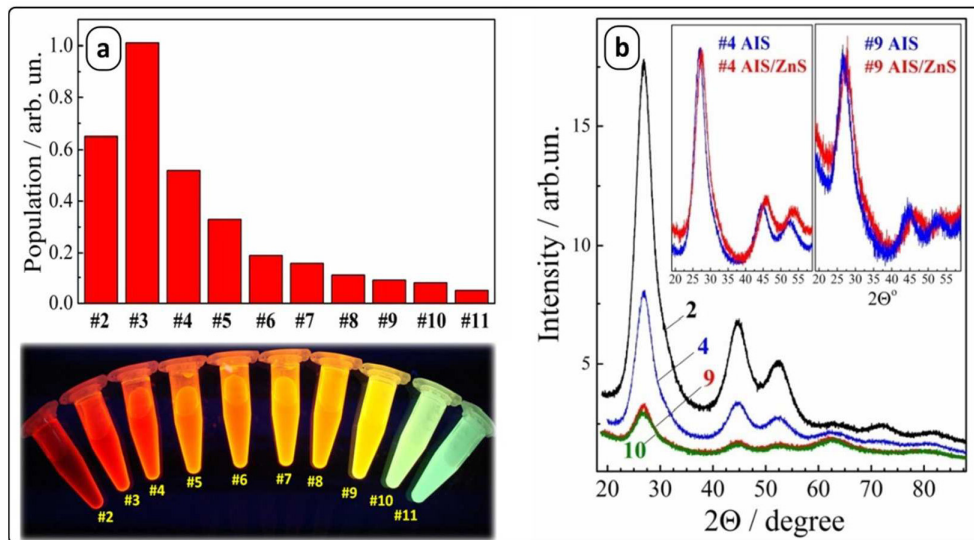 a
Population / arb. un.
1.0
0.8
0.6
0.4
0.2
0.0
#2 #3 #4 #5 #6 #7 #8 #9 #10 #11
#2
#3
#4
#5
#6
#7
#8
#9
#10
#11
b
Intensity / arb.un.
15
10
5
20 30 40 50 60 70 80
2Θ / degree
2
4
9
10
#4 AIS
#4 AIS/ZnS
20 25 30 35 40 45 50 55
#9 AIS
#9 AIS/ZnS
20 25 30 35 40 45 50 55
2Θº